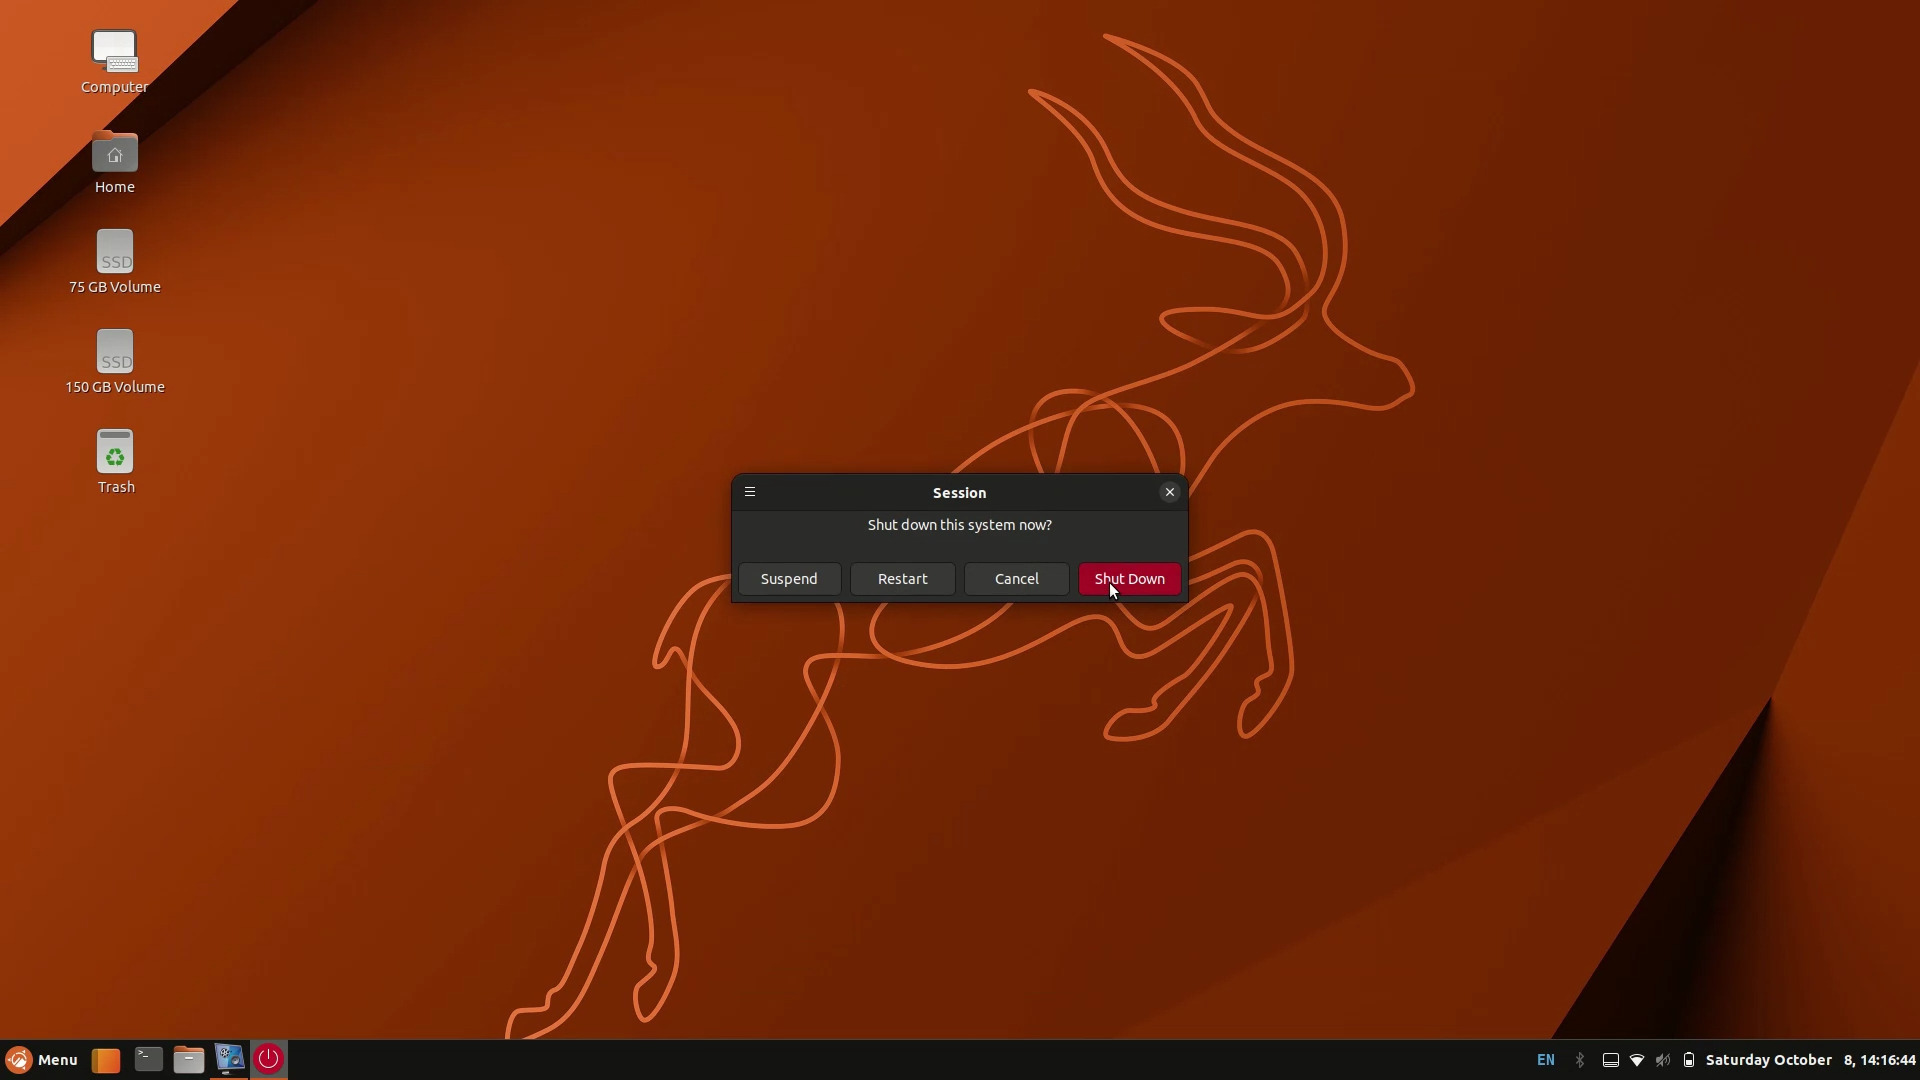 Computer
Home
SSD
75 GB Volume
SSD
150 GB Volume
Trash
Session
Shut down this system now?
Suspend Restart Cancel Shut Down
Menu EN Saturday October 8, 14:16:44